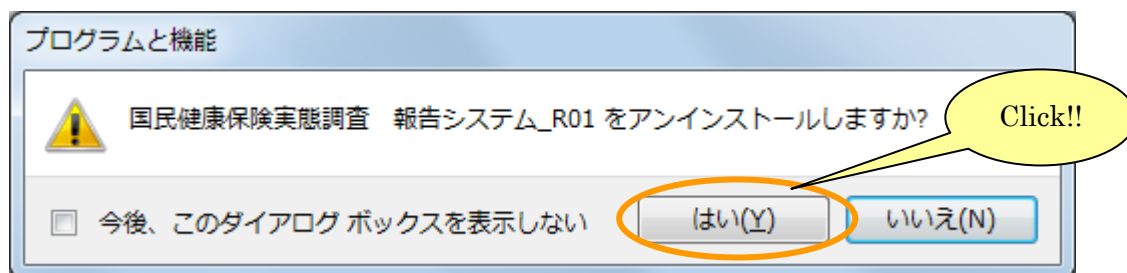 プログラムと機能
国民健康保険実態調査　報告システム_R01 をアンインストールしますか?
Click!!
今後、このダイアログ ボックスを表示しない
はい(Y)
いいえ(N)